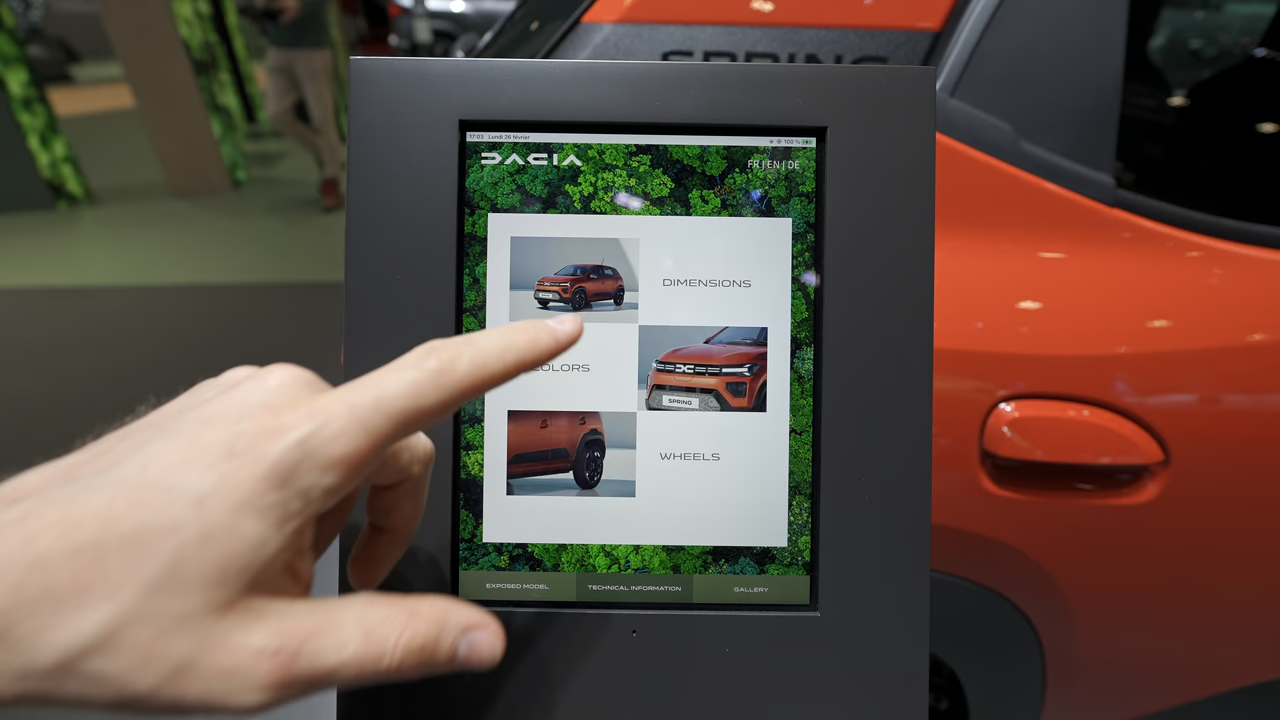 SPRING
17:03 Lundi 26 février
100 %
DACIA
FR | EN | DE
DIMENSIONS
COLORS
SPRING
WHEELS
EXPOSED MODEL
TECHNICAL INFORMATION
GALLERY